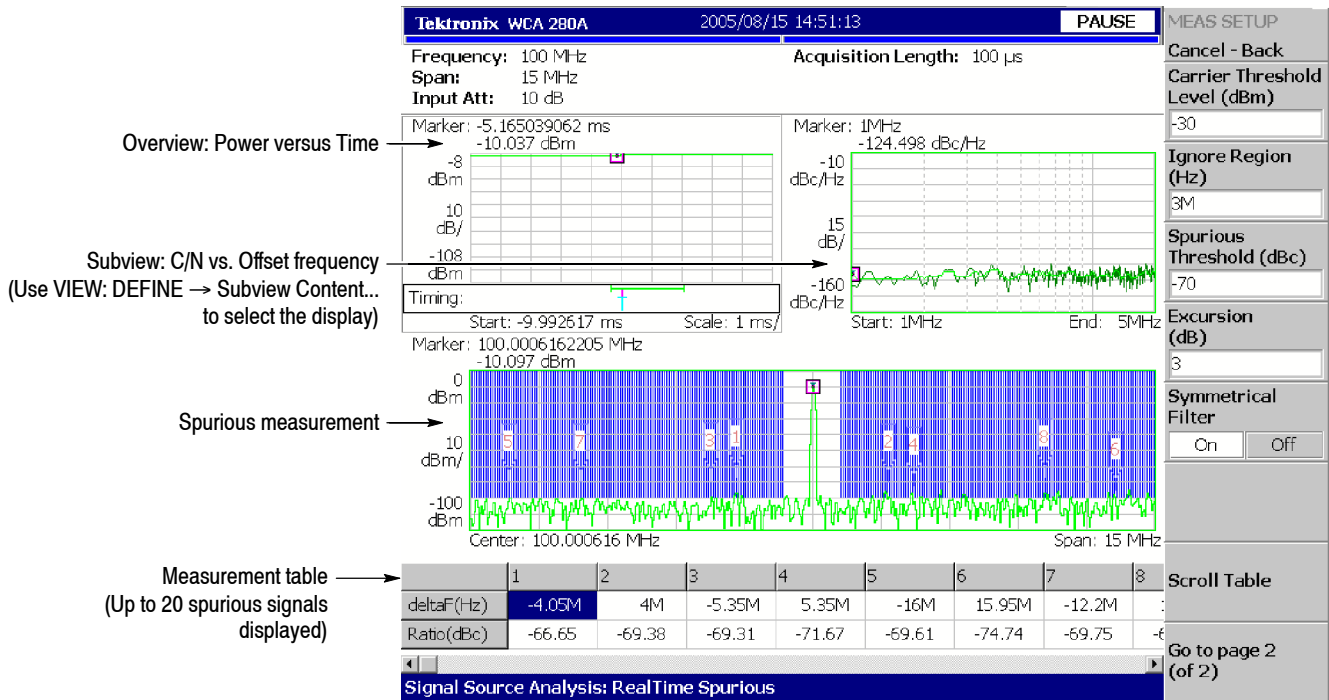 Tektronix WCA 280A 2005/08/15 14:51:13 PAUSE
Frequency: 100 MHz
Acquisition Length: 100 µs
Span: 15 MHz
Input Att: 10 dB
Overview: Power versus Time
Marker: -5.165039062 ms
-10.037 dBm
-8
dBm
10
dB/
-108
dBm
Timing:
Start: -9.992617 ms Scale: 1 ms/
Subview: C/N vs. Offset frequency
(Use VIEW: DEFINE → Subview Content...
to select the display)
Marker: 1MHz
-124.498 dBc/Hz
-10
dBc/Hz
15
dB/
-160
dBc/Hz
Start: 1MHz End: 5MHz
Spurious measurement
Marker: 100.0006162205 MHz
-10.097 dBm
0
dBm
10
dBm/
-100
dBm
5 7 3 1 2 4 8 6
Center: 100.000616 MHz Span: 15 MHz
Measurement table
(Up to 20 spurious signals
displayed)
1 2 3 4 5 6 7 8
deltaF(Hz) -4.05M 4M -5.35M 5.35M -16M 15.95M -12.2M
Ratio(dBc) -66.65 -69.38 -69.31 -71.67 -69.61 -74.74 -69.75
Signal Source Analysis: RealTime Spurious
MEAS SETUP
Cancel - Back
Carrier Threshold
Level (dBm)
-30
Ignore Region
(Hz)
3M
Spurious
Threshold (dBc)
-70
Excursion
(dB)
3
Symmetrical
Filter
On Off
Scroll Table
Go to page 2
(of 2)